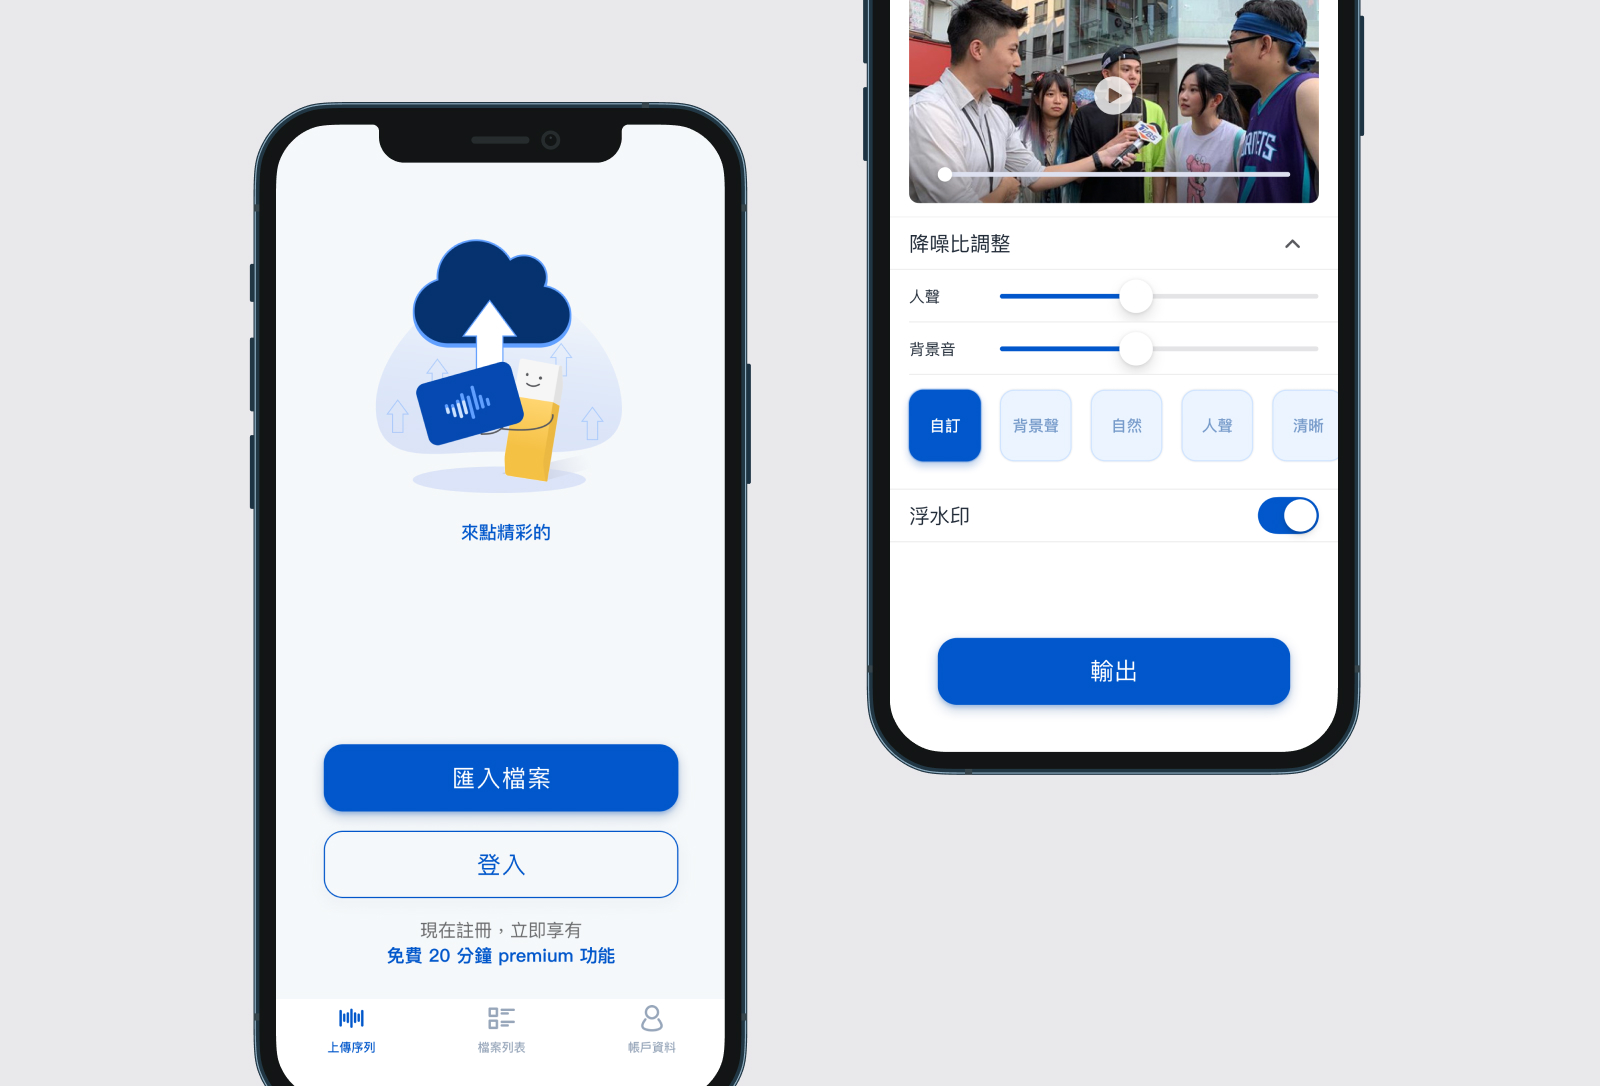 來點精彩的
匯入檔案
登入
現在註冊，立即享有
免費 20 分鐘 premium 功能
上傳序列
檔案列表
帳戶資料
TVBS
降噪比調整
人聲
背景音
自訂
背景聲
自然
人聲
清晰
浮水印
輸出